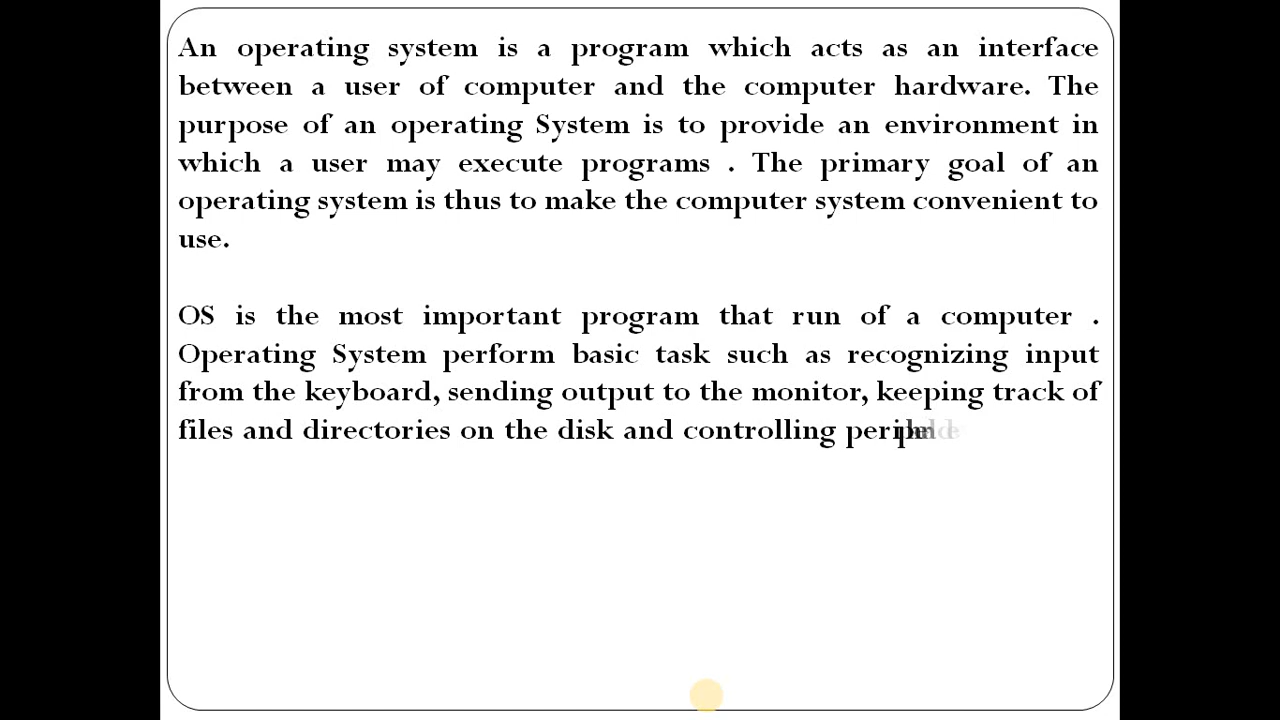 An operating system is a program which acts as an interface
between a user of computer and the computer hardware. The
purpose of an operating System is to provide an environment in
which a user may execute programs . The primary goal of an
operating system is thus to make the computer system convenient to
use.
OS is the most important program that run of a computer .
Operating System perform basic task such as recognizing input
from the keyboard, sending output to the monitor, keeping track of
files and directories on the disk and controlling